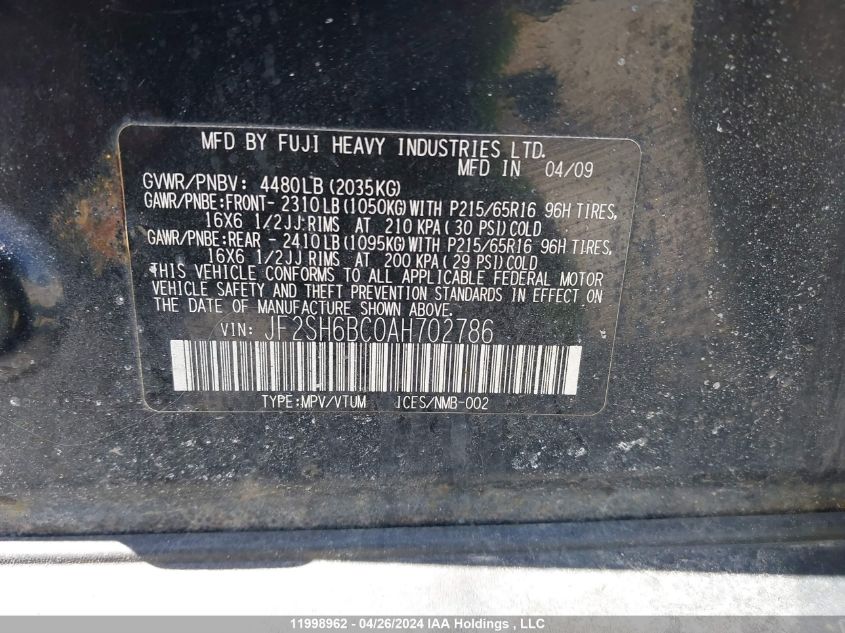 MFD BY FUJI HEAVY INDUSTRIES LTD.
MFD IN 04/09
GVWR/PNBV: 4480LB(2035KG)
GAWR/PNBE:FRONT- 2310LB(1050KG)WITH P215/65R16 96H TIRES,
16X6 1/2JJ RIMS AT 210 KPA(30 PSI)COLD
GAWR/PNBE:REAR - 2410LB(1095KG)WITH P215/65R16 96H TIRES,
16X6 1/2JJ RIMS AT 200 KPA(29 PSI)COLD
THIS VEHICLE CONFORMS TO ALL APPLICABLE FEDERAL MOTOR
VEHICLE SAFETY AND THEFT PREVENTION STANDARDS IN EFFECT ON
THE DATE OF MANUFACTURE SHOWN ABOVE.
VIN: JF2SH6BC0AH702786
TYPE:MPV/VTUM ICES/NMB-002
11998962 - 04/26/2024 IAA Holdings , LLC